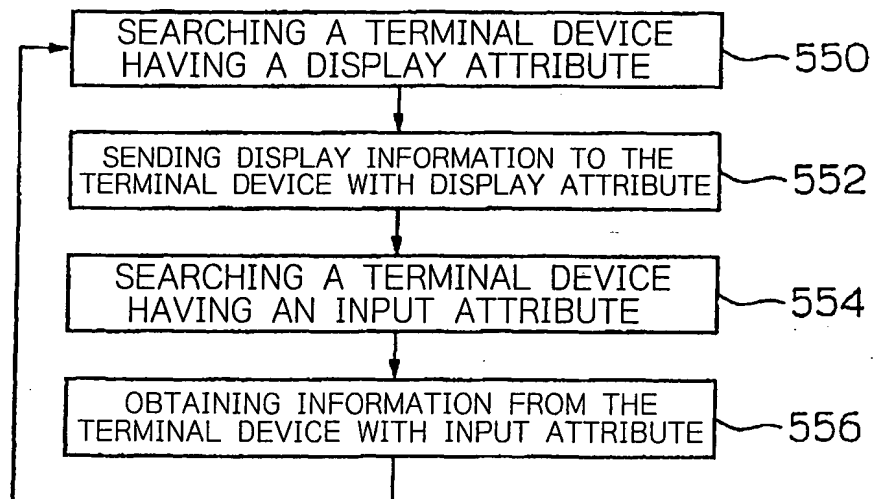 SEARCHING A TERMINAL DEVICE
HAVING A DISPLAY ATTRIBUTE
550
SENDING DISPLAY INFORMATION TO THE
TERMINAL DEVICE WITH DISPLAY ATTRIBUTE
552
SEARCHING A TERMINAL DEVICE
HAVING AN INPUT ATTRIBUTE
554
OBTAINING INFORMATION FROM THE
TERMINAL DEVICE WITH INPUT ATTRIBUTE
556